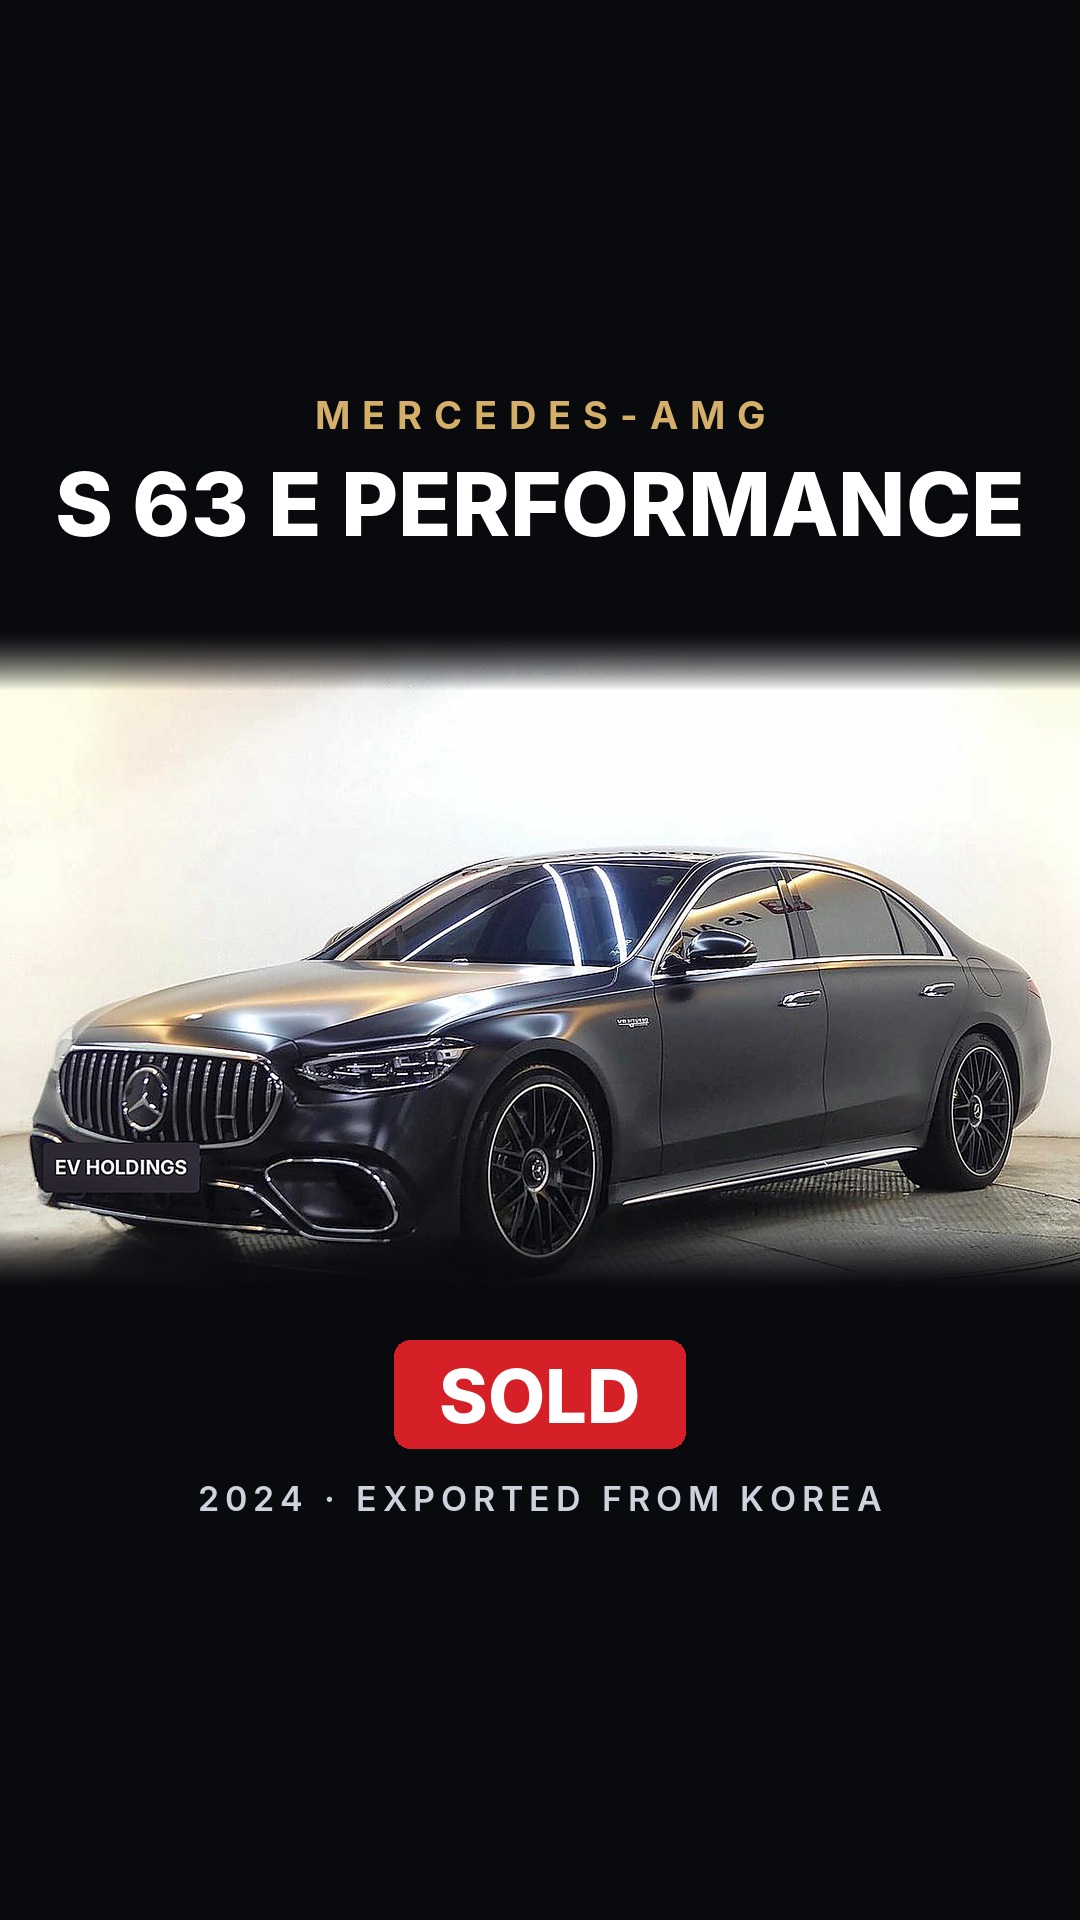 MERCEDES-AMG
S 63 E PERFORMANCE
EV HOLDINGS
SOLD
2024 · EXPORTED FROM KOREA